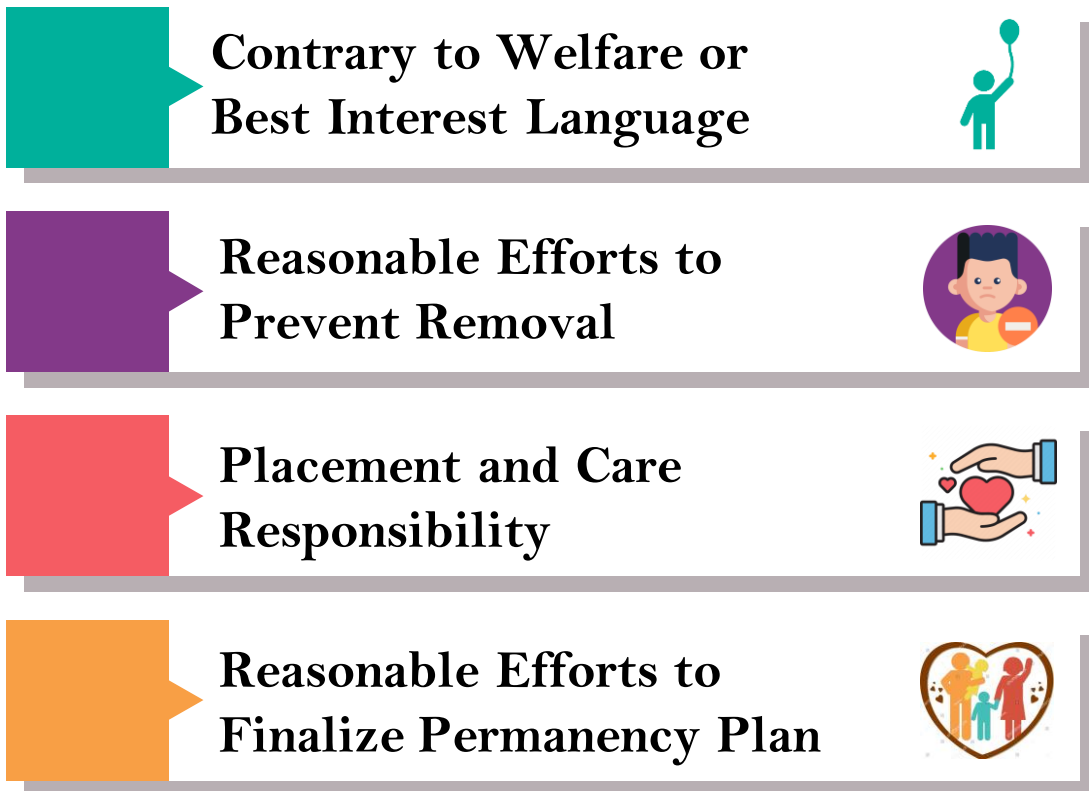 Contrary to Welfare or
Best Interest Language
Reasonable Efforts to
Prevent Removal
Placement and Care
Responsibility
Reasonable Efforts to
Finalize Permanency Plan